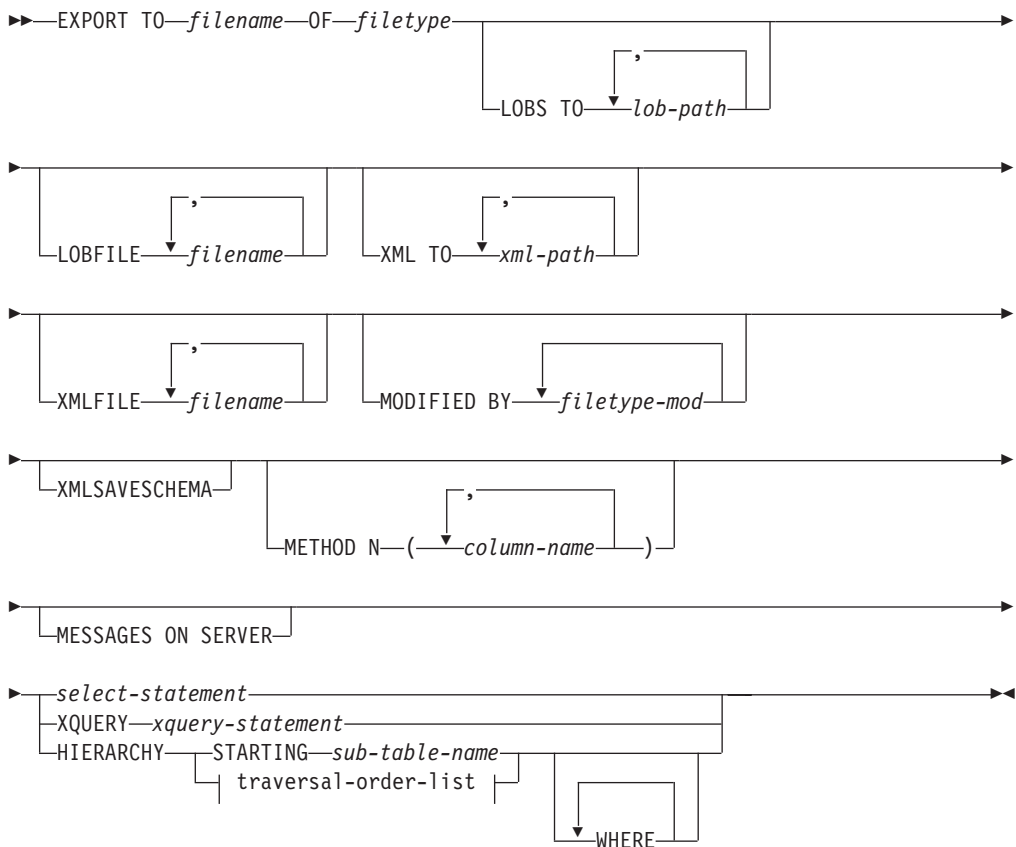 EXPORT TO filename OF filetype
,
LOBS TO lob-path
, ,
LOBFILE filename XML TO xml-path
,
XMLFILE filename MODIFIED BY filetype-mod
XMLSAVESCHEMA ,
METHOD N ( column-name )
MESSAGES ON SERVER
select-statement
XQUERY xquery-statement
HIERARCHY STARTING sub-table-name
traversal-order-list
WHERE